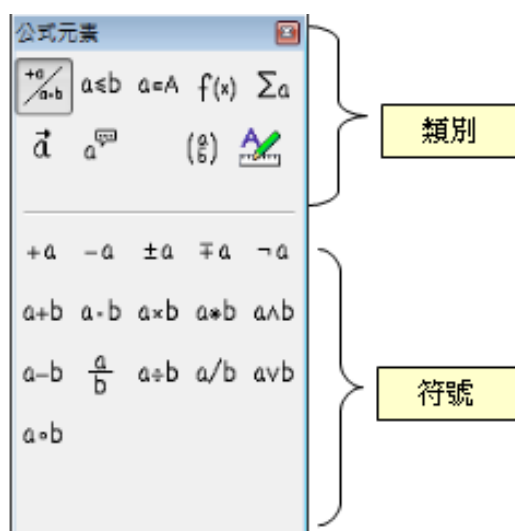 公式元素
+a/a·b a≤b a∈A f(x) Σa
類別
a⃗ a (a/b)
+a −a ±a ∓a ¬a
a+b a·b a×b a∗b a∧b
a−b a/b a÷b a/b a∨b
符號
a∘b